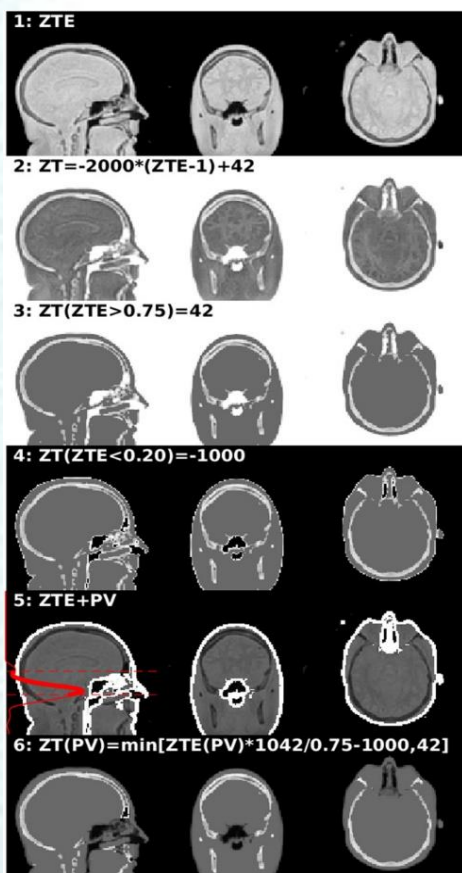 1: ZTE
2: ZT=-2000*(ZTE-1)+42
3: ZT(ZTE>0.75)=42
4: ZT(ZTE<0.20)=-1000
5: ZTE+PV
6: ZT(PV)=min[ZTE(PV)*1042/0.75-1000,42]